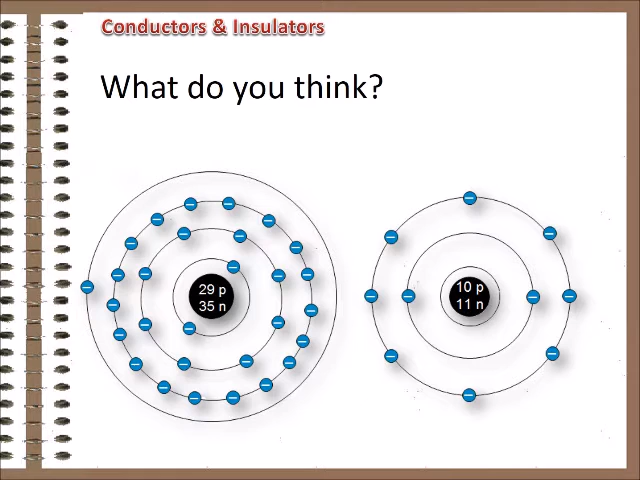 Conductors & Insulators
What do you think?
29 p
35 n
10 p
11 n